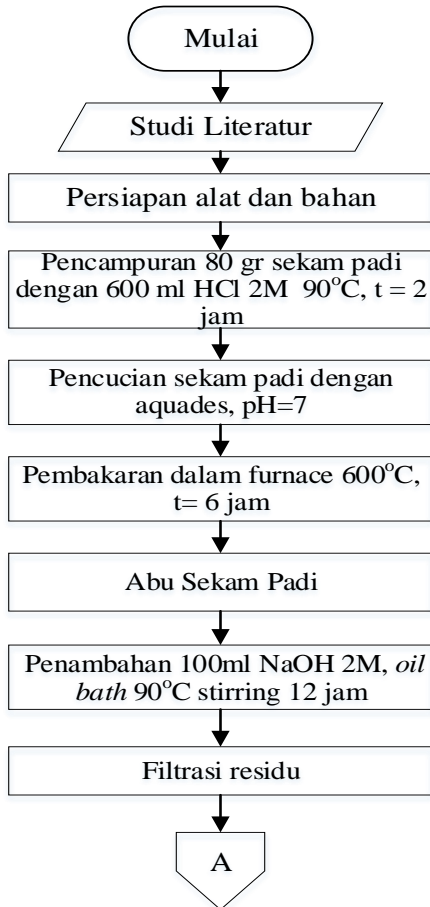 Mulai
Studi Literatur
Persiapan alat dan bahan
Pencampuran 80 gr sekam padi
dengan 600 ml HCl 2M 90°C, t = 2
jam
Pencucian sekam padi dengan
aquades, pH=7
Pembakaran dalam furnace 600°C,
t= 6 jam
Abu Sekam Padi
Penambahan 100ml NaOH 2M, oil
bath 90°C stirring 12 jam
Filtrasi residu
A